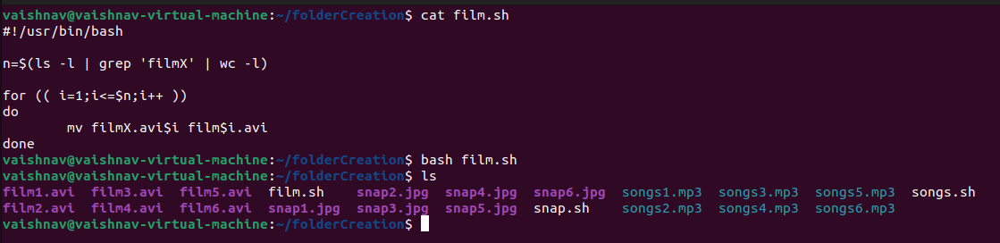 vaishnav@vaishnav-virtual-machine:~/folderCreation$ cat film.sh
#!/usr/bin/bash
n=$(ls -l | grep 'filmX' | wc -l)
for (( i=1;i<=$n;i++ ))
do
        mv filmX.avi$i film$i.avi
done
vaishnav@vaishnav-virtual-machine:~/folderCreation$ bash film.sh
vaishnav@vaishnav-virtual-machine:~/folderCreation$ ls
film1.avi  film3.avi  film5.avi  film.sh    snap2.jpg  snap4.jpg  snap6.jpg  songs1.mp3  songs3.mp3  songs5.mp3  songs.sh
film2.avi  film4.avi  film6.avi  snap1.jpg  snap3.jpg  snap5.jpg  snap.sh    songs2.mp3  songs4.mp3  songs6.mp3
vaishnav@vaishnav-virtual-machine:~/folderCreation$